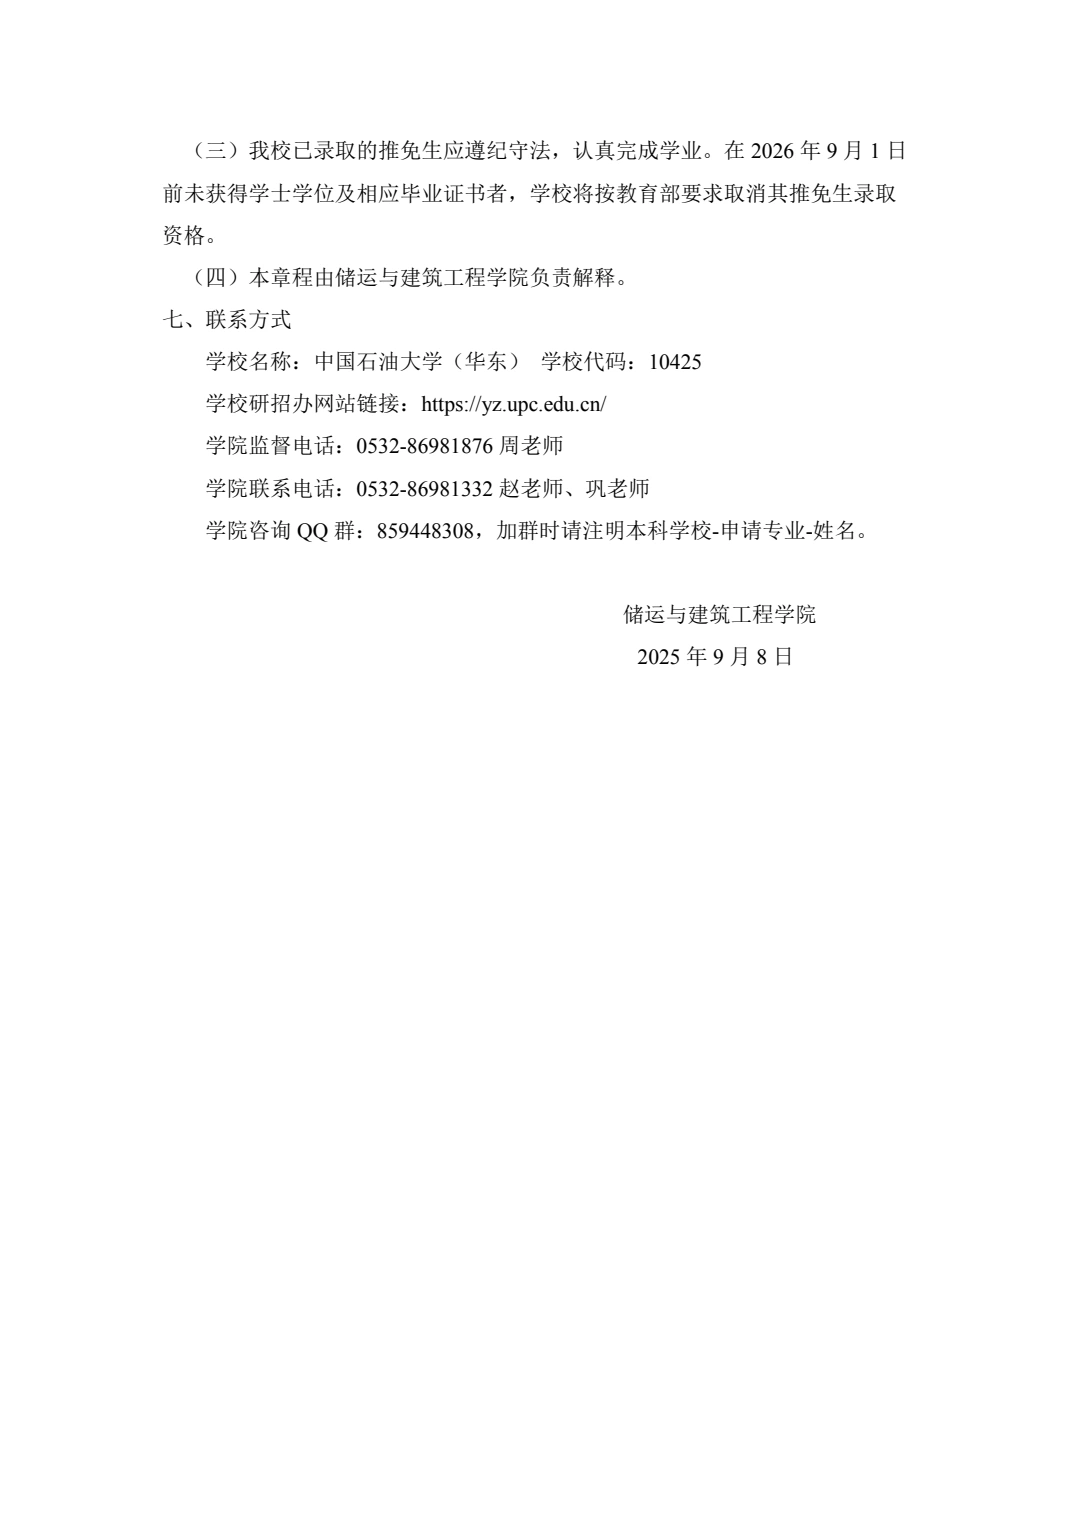 （三）我校已录取的推免生应遵纪守法，认真完成学业。在 2026 年 9 月 1 日
前未获得学士学位及相应毕业证书者，学校将按教育部要求取消其推免生录取
资格。
（四）本章程由储运与建筑工程学院负责解释。
七、联系方式
学校名称：中国石油大学（华东） 学校代码：10425
学校研招办网站链接：https://yz.upc.edu.cn/
学院监督电话：0532-86981876 周老师
学院联系电话：0532-86981332 赵老师、巩老师
学院咨询 QQ 群：859448308，加群时请注明本科学校-申请专业-姓名。
储运与建筑工程学院
2025 年 9 月 8 日